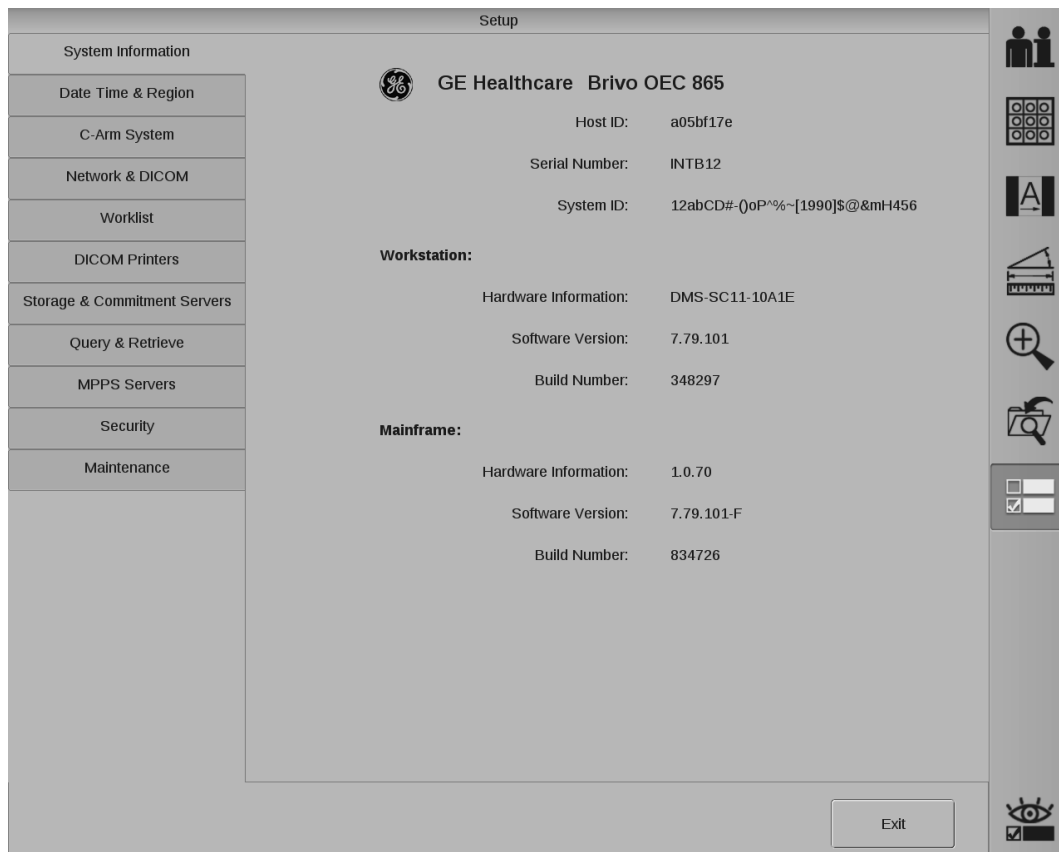 Setup
System Information
Date Time & Region
C-Arm System
Network & DICOM
Worklist
DICOM Printers
Storage & Commitment Servers
Query & Retrieve
MPPS Servers
Security
Maintenance
GE Healthcare Brivo OEC 865
Host ID: a05bf17e
Serial Number: INTB12
System ID: 12abCD#-()oP^%~[1990]$@&mH456
Workstation:
Hardware Information: DMS-SC11-10A1E
Software Version: 7.79.101
Build Number: 348297
Mainframe:
Hardware Information: 1.0.70
Software Version: 7.79.101-F
Build Number: 834726
Exit
A